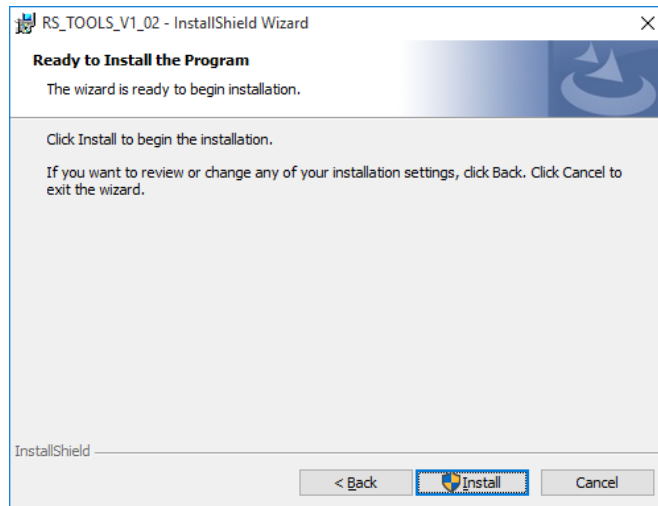 RS_TOOLS_V1_02 - InstallShield Wizard
Ready to Install the Program
The wizard is ready to begin installation.
Click Install to begin the installation.
If you want to review or change any of your installation settings, click Back. Click Cancel to
exit the wizard.
InstallShield
< Back
Install
Cancel